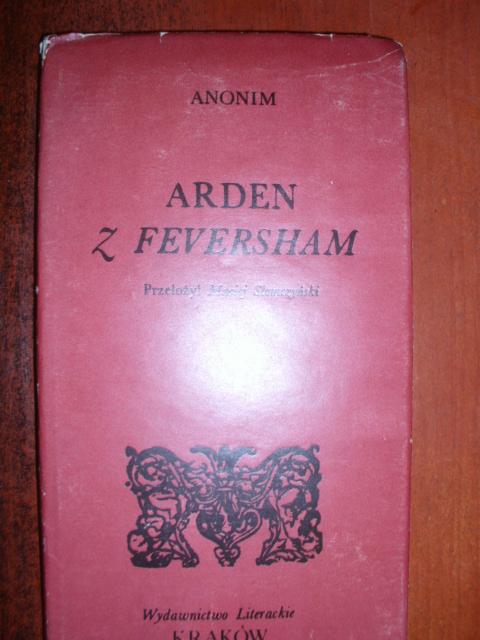 ANONIM
ARDEN
Z FEVERSHAM
Przełożył Maciej Słomczyński
Wydawnictwo Literackie
KRAKÓW